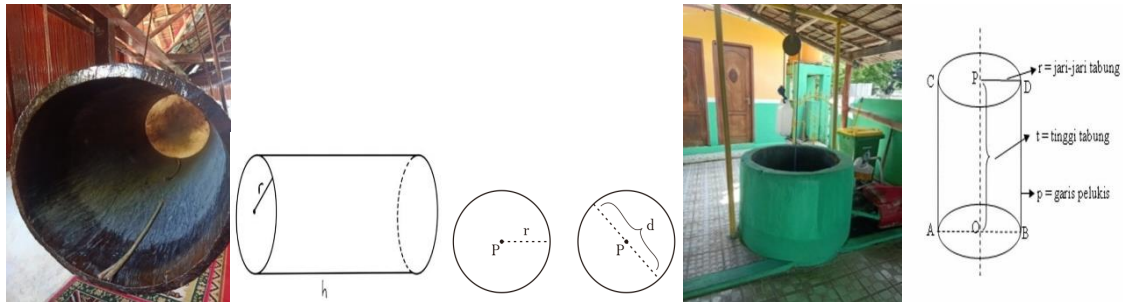 r
h
P
r
P
d
C
P
D
r = jari-jari tabung
t = tinggi tabung
p = garis pelukis
A
O
B